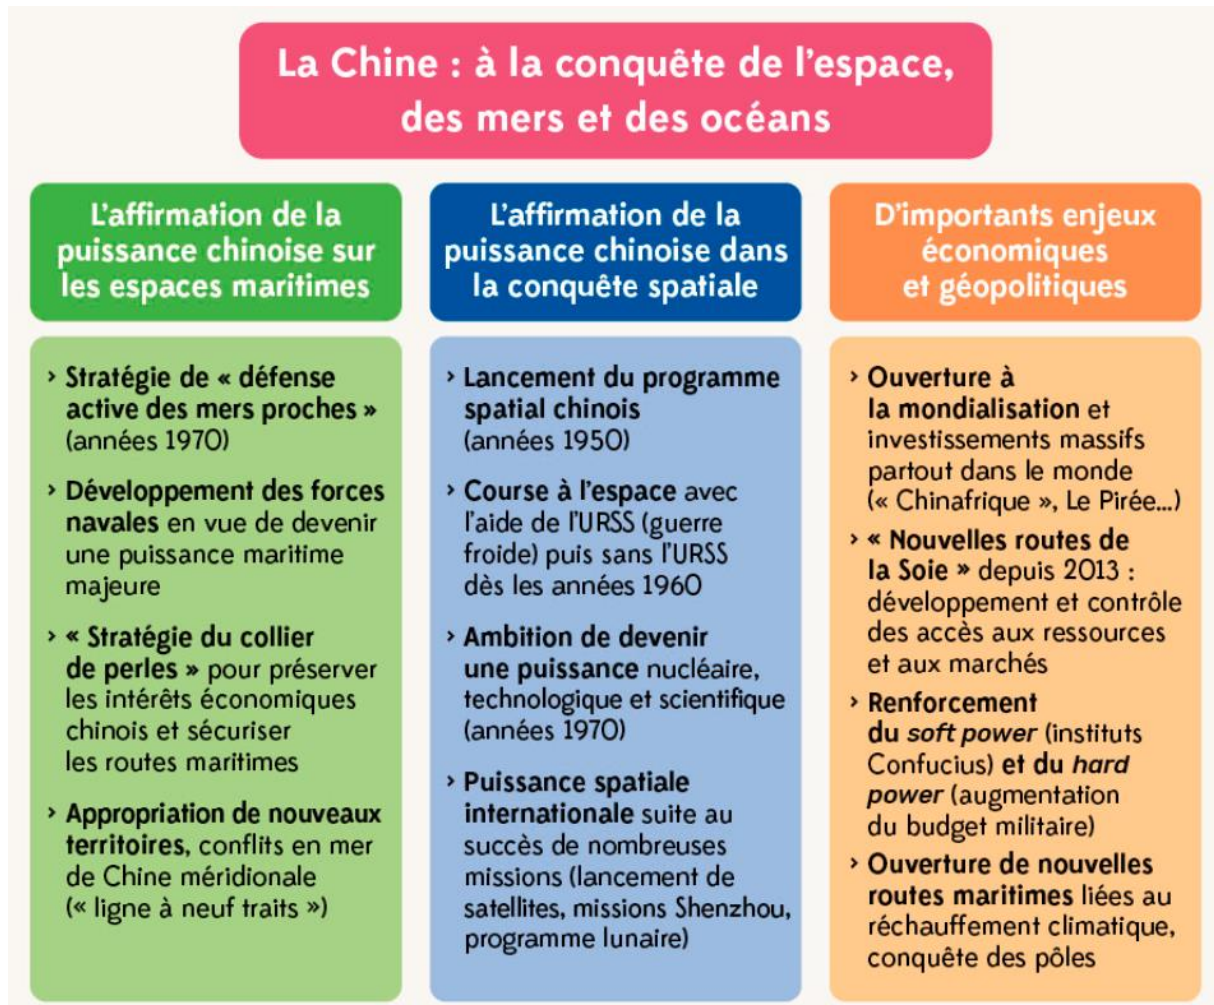 La Chine : à la conquête de l'espace,
des mers et des océans
L'affirmation de la
puissance chinoise sur
les espaces maritimes
› Stratégie de « défense
active des mers proches »
(années 1970)
› Développement des forces
navales en vue de devenir
une puissance maritime
majeure
› « Stratégie du collier
de perles » pour préserver
les intérêts économiques
chinois et sécuriser
les routes maritimes
› Appropriation de nouveaux
territoires, conflits en mer
de Chine méridionale
(« ligne à neuf traits »)
L'affirmation de la
puissance chinoise dans
la conquête spatiale
› Lancement du programme
spatial chinois
(années 1950)
› Course à l'espace avec
l'aide de l'URSS (guerre
froide) puis sans l'URSS
dès les années 1960
› Ambition de devenir
une puissance nucléaire,
technologique et scientifique
(années 1970)
› Puissance spatiale
internationale suite au
succès de nombreuses
missions (lancement de
satellites, missions Shenzhou,
programme lunaire)
D'importants enjeux
économiques
et géopolitiques
› Ouverture à
la mondialisation et
investissements massifs
partout dans le monde
(« Chinafrique », Le Pirée...)
› « Nouvelles routes de
la Soie » depuis 2013 :
développement et contrôle
des accès aux ressources
et aux marchés
› Renforcement
du soft power (instituts
Confucius) et du hard
power (augmentation
du budget militaire)
› Ouverture de nouvelles
routes maritimes liées au
réchauffement climatique,
conquête des pôles